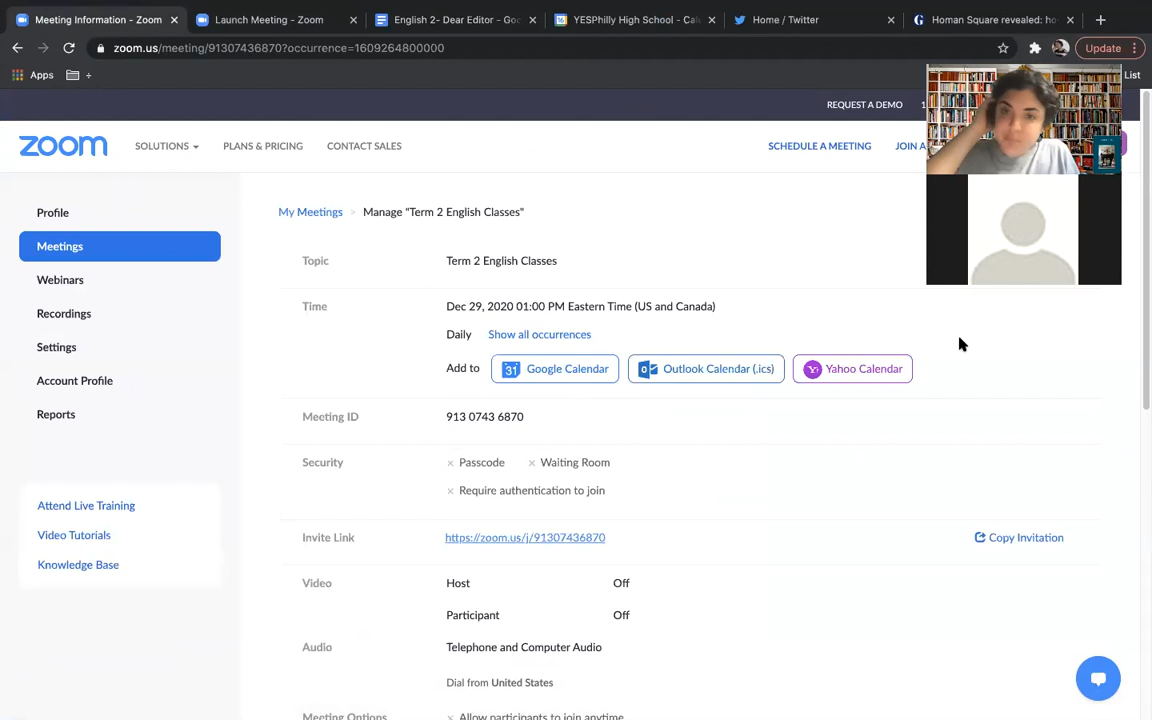 Meeting Information - Zoom
Launch Meeting - Zoom
English 2- Dear Editor - Goo
YESPhilly High School - Cale
Home / Twitter
Homan Square revealed: ho
zoom.us/meeting/91307436870?occurrence=1609264800000
Update
Apps
List
REQUEST A DEMO
1
zoom
SOLUTIONS
PLANS & PRICING
CONTACT SALES
SCHEDULE A MEETING
JOIN A
Profile
Meetings
Webinars
Recordings
Settings
Account Profile
Reports
Attend Live Training
Video Tutorials
Knowledge Base
My Meetings > Manage "Term 2 English Classes"
Topic Term 2 English Classes
Time Dec 29, 2020 01:00 PM Eastern Time (US and Canada)
Daily Show all occurrences
Add to 31 Google Calendar Outlook Calendar (.ics) Yahoo Calendar
Meeting ID 913 0743 6870
Security × Passcode × Waiting Room
× Require authentication to join
Invite Link https://zoom.us/j/91307436870 Copy Invitation
Video Host Off
Participant Off
Audio Telephone and Computer Audio
Dial from United States
Meeting Options × Allow participants to join anytime